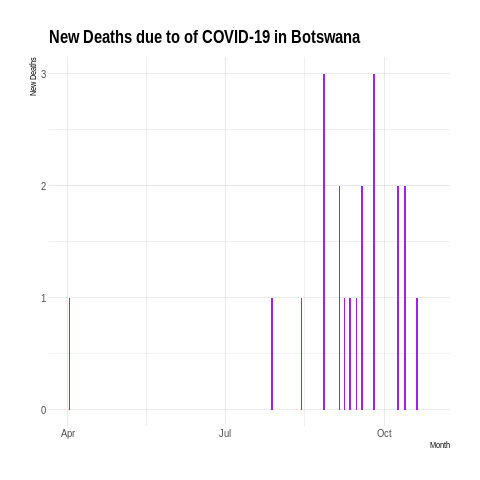 New Deaths due to of COVID-19 in Botswana
New Deaths
3
2
1
0
Apr Jul Oct
Month